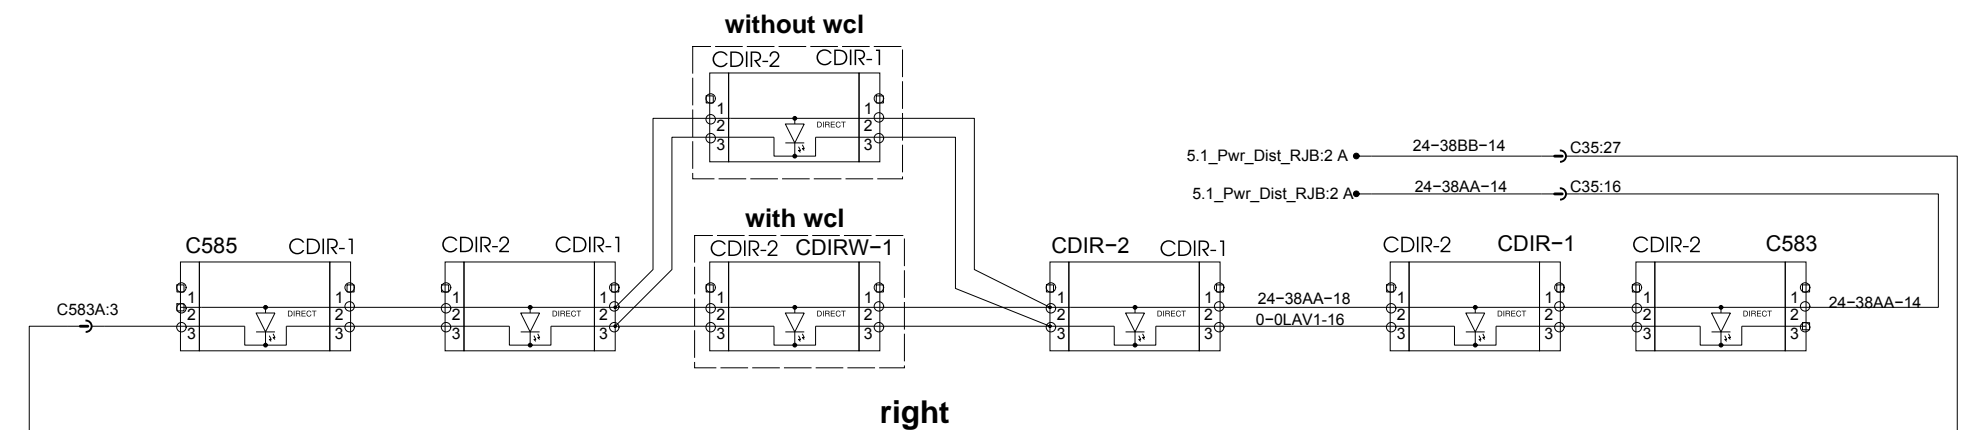 without wcl
CDIR-2 CDIR-1
1 1
2 DIRECT 2
3 3
5.1_Pwr_Dist_RJB:2 A 24-38BB-14 C35:27
5.1_Pwr_Dist_RJB:2 A 24-38AA-14 C35:16
with wcl
C585 CDIR-1 CDIR-2 CDIR-1 CDIR-2 CDIRW-1 CDIR-2 CDIR-1 CDIR-2 CDIR-1 CDIR-2 C583
1 1 1 1 1 1 1 1 24-38AA-18 1 1 1 1 24-38AA-14
C583A:3 2 DIRECT 2 2 DIRECT 2 2 DIRECT 2 2 DIRECT 2 0-0LAV1-16 2 DIRECT 2 2 DIRECT 2
3 3 3 3 3 3 3 3 3 3 3 3
right